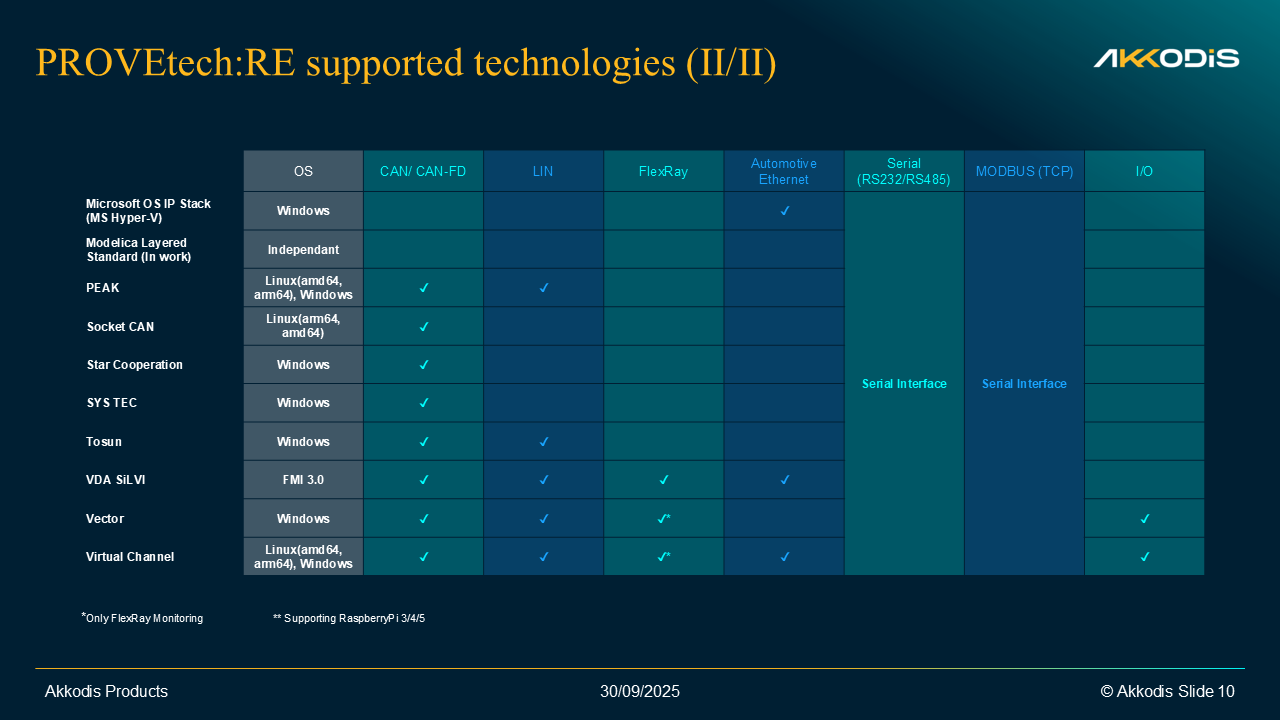 PROVEtech:RE supported technologies (II/II)
AKKODIS
OS
CAN/ CAN-FD
LIN
FlexRay
Automotive
Ethernet
Serial
(RS232/RS485)
MODBUS (TCP)
I/O
Microsoft OS IP Stack
(MS Hyper-V)
Windows
✓
Modelica Layered
Standard (In work)
Independant
PEAK
Linux(amd64,
arm64), Windows
✓
✓
Socket CAN
Linux(arm64,
amd64)
✓
Star Cooperation
Windows
✓
Serial Interface
Serial Interface
SYS TEC
Windows
✓
Tosun
Windows
✓
✓
VDA SiLVI
FMI 3.0
✓
✓
✓
✓
Vector
Windows
✓
✓
✓*
✓
Virtual Channel
Linux(amd64,
arm64), Windows
✓
✓
✓*
✓
✓
*Only FlexRay Monitoring
** Supporting RaspberryPi 3/4/5
Akkodis Products
30/09/2025
© Akkodis Slide 10